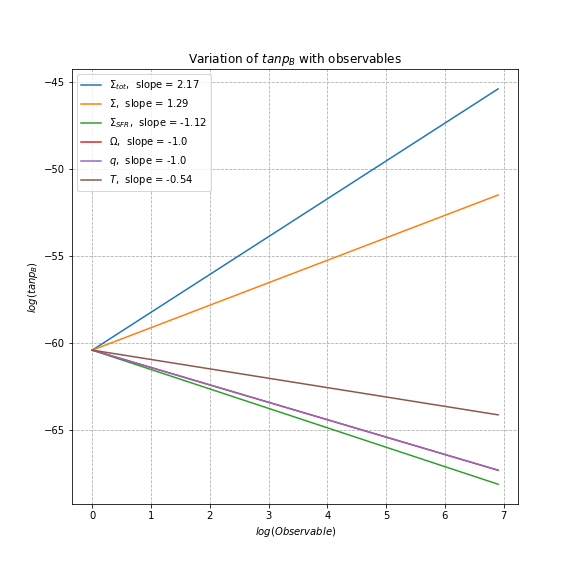 Variation of tanp_B with observables
Σ_tot, slope = 2.17
Σ, slope = 1.29
Σ_SFR, slope = -1.12
Ω, slope = -1.0
q, slope = -1.0
T, slope = -0.54
−45
−50
−55
−60
−65
log(tanp_B)
0 1 2 3 4 5 6 7
log(Observable)